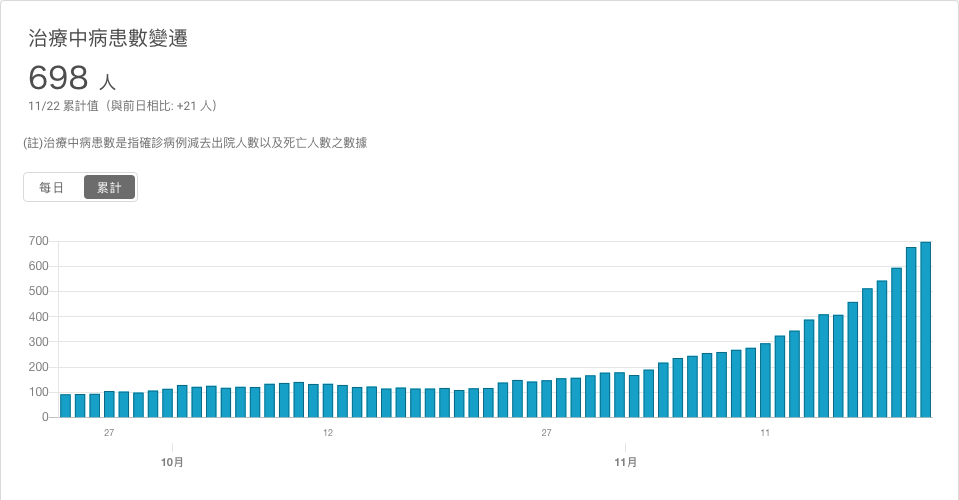 治療中病患數變遷
698 人
11/22 累計值（與前日相比: +21 人）
(註)治療中病患數是指確診病例減去出院人數以及死亡人數之數據
每日 累計
700
600
500
400
300
200
100
0
27 12 27 11
10月 11月